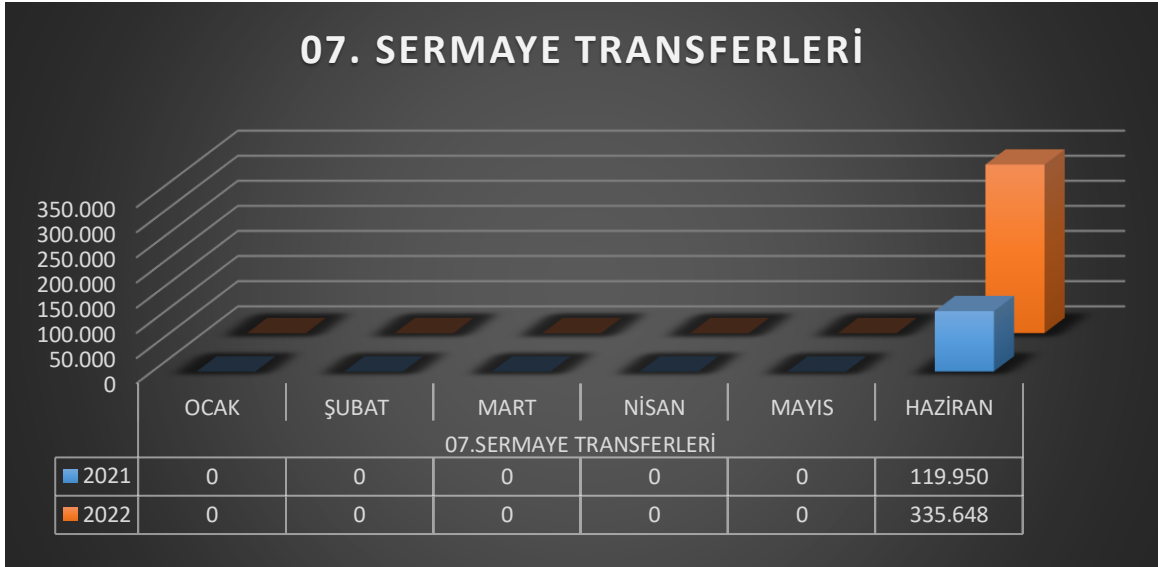 07. SERMAYE TRANSFERLERİ
350.000
300.000
250.000
200.000
150.000
100.000
50.000
0
OCAK ŞUBAT MART NİSAN MAYIS HAZİRAN
07.SERMAYE TRANSFERLERİ
2021 0 0 0 0 0 119.950
2022 0 0 0 0 0 335.648